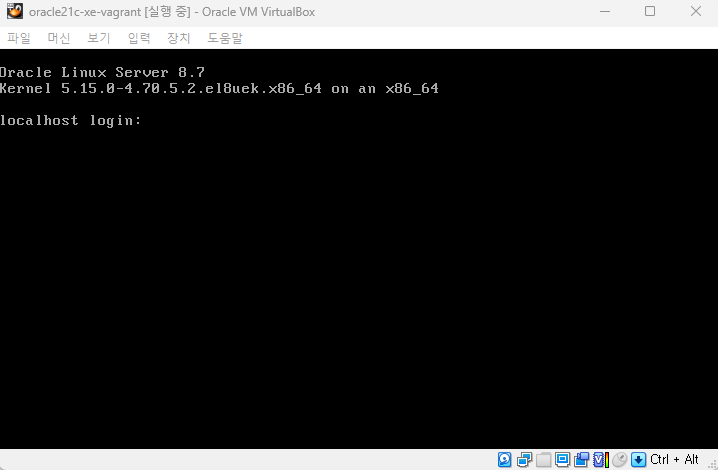 oracle21c-xe-vagrant [실행 중] - Oracle VM VirtualBox
파일 머신 보기 입력 장치 도움말
Oracle Linux Server 8.7
Kernel 5.15.0-4.70.5.2.el8uek.x86_64 on an x86_64
localhost login:
Ctrl + Alt